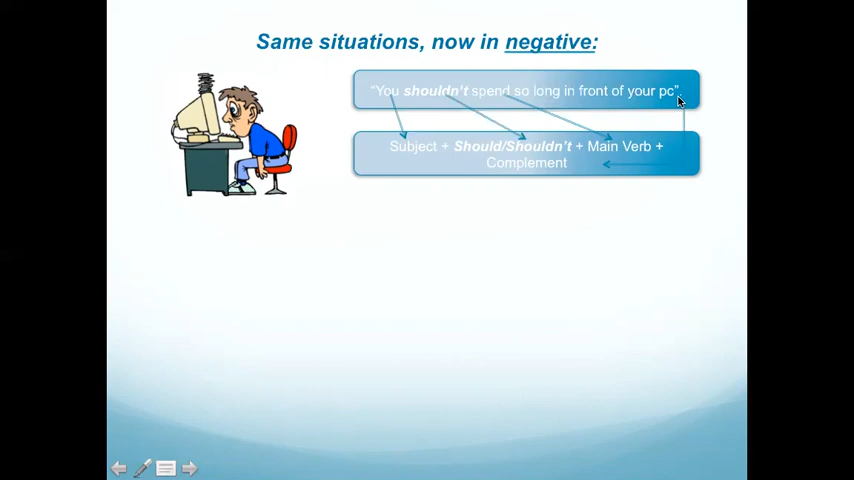 Same situations, now in negative:
“You shouldn't spend so long in front of your pc”.
Subject + Should/Shouldn't + Main Verb +
Complement